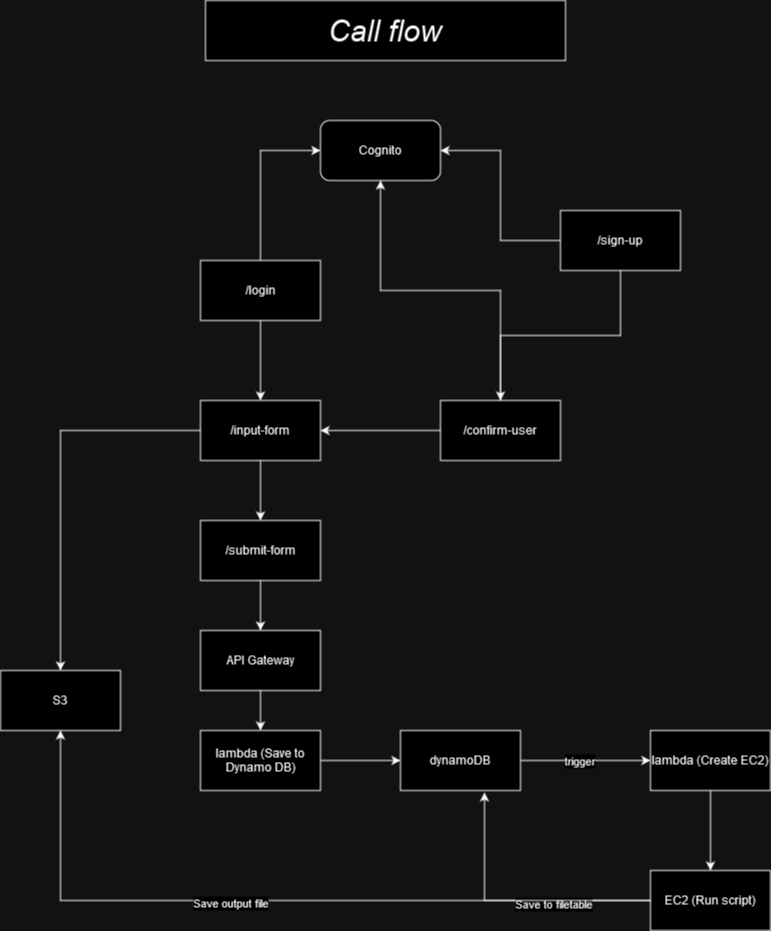 Call flow
Cognito
/sign-up
/login
/input-form
/confirm-user
/submit-form
API Gateway
S3
lambda (Save to
Dynamo DB)
dynamoDB
trigger
lambda (Create EC2)
Save output file
Save to filetable
EC2 (Run script)